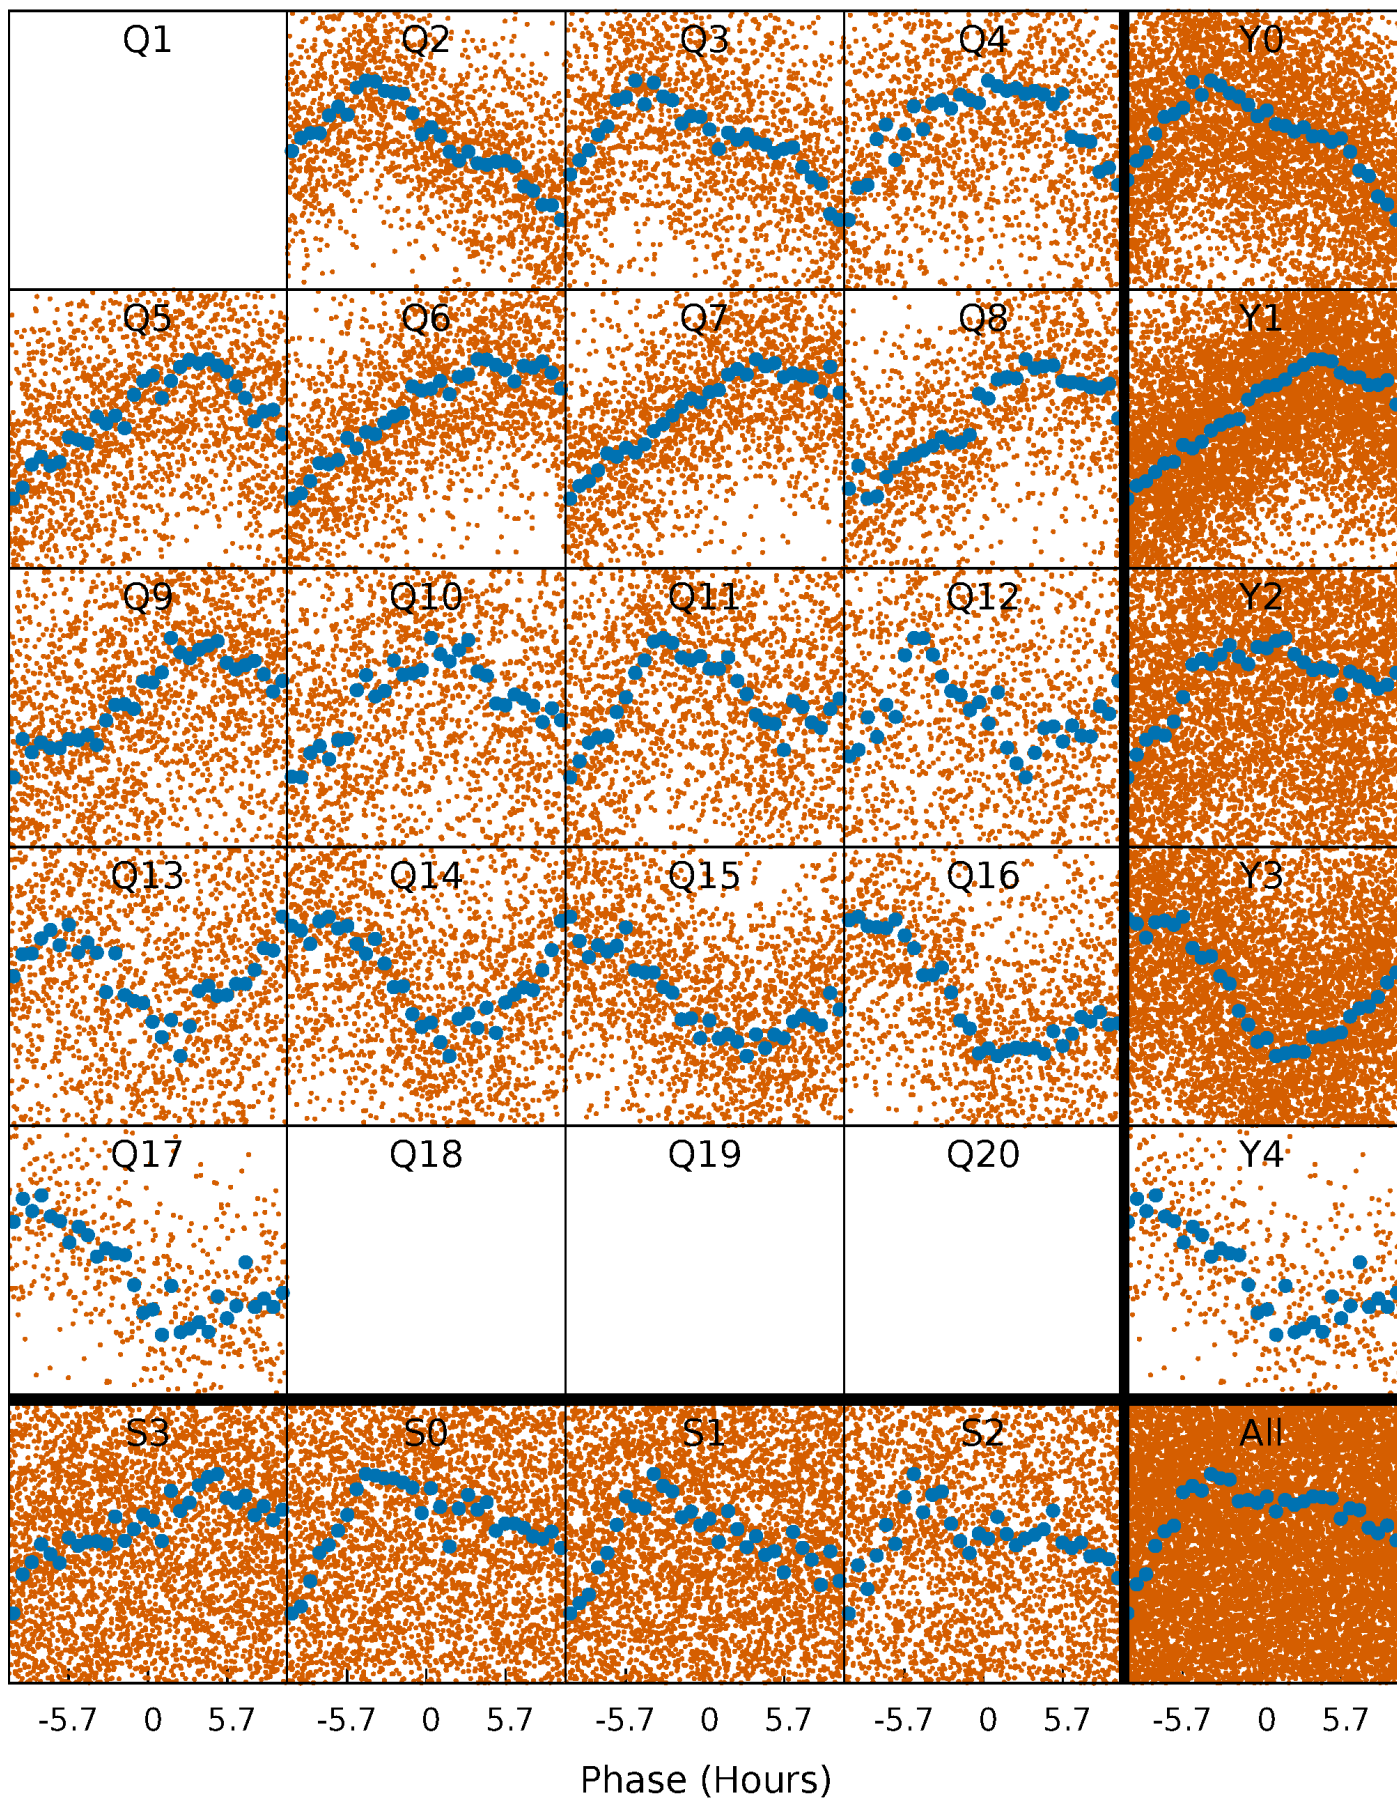 Q1 Q2 Q3 Q4 Y0
Q5 Q6 Q7 Q8 Y1
Q9 Q10 Q11 Q12 Y2
Q13 Q14 Q15 Q16 Y3
Q17 Q18 Q19 Q20 Y4
S3 S0 S1 S2 All
-5.7 0 5.7 -5.7 0 5.7 -5.7 0 5.7 -5.7 0 5.7 -5.7 0 5.7
Phase (Hours)